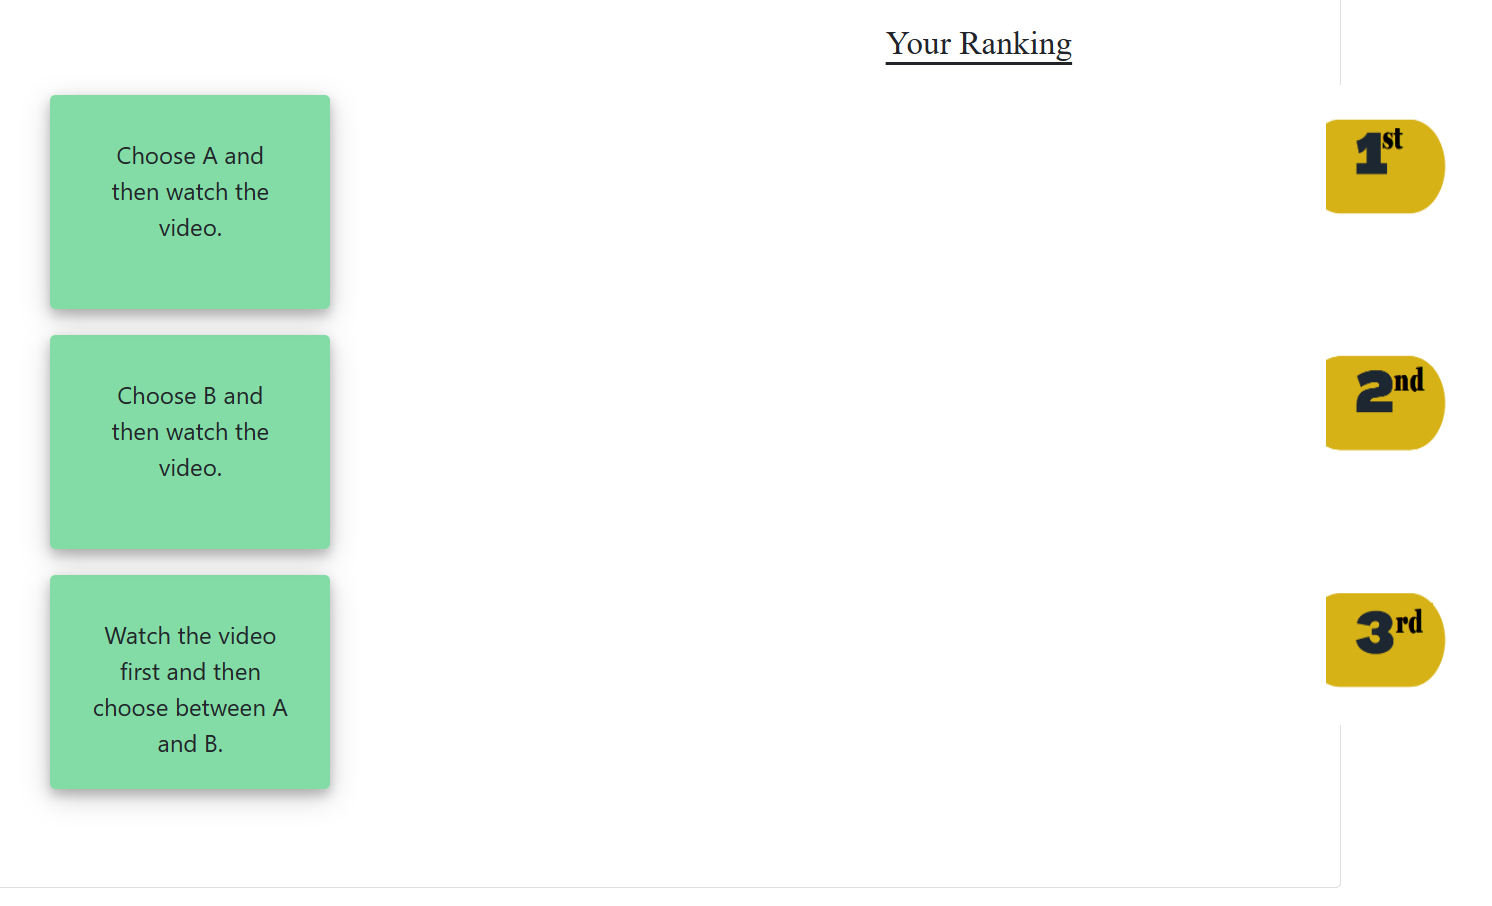 Your Ranking
Choose A and
then watch the
video.
1st
Choose B and
then watch the
video.
2nd
Watch the video
first and then
choose between A
and B.
3rd